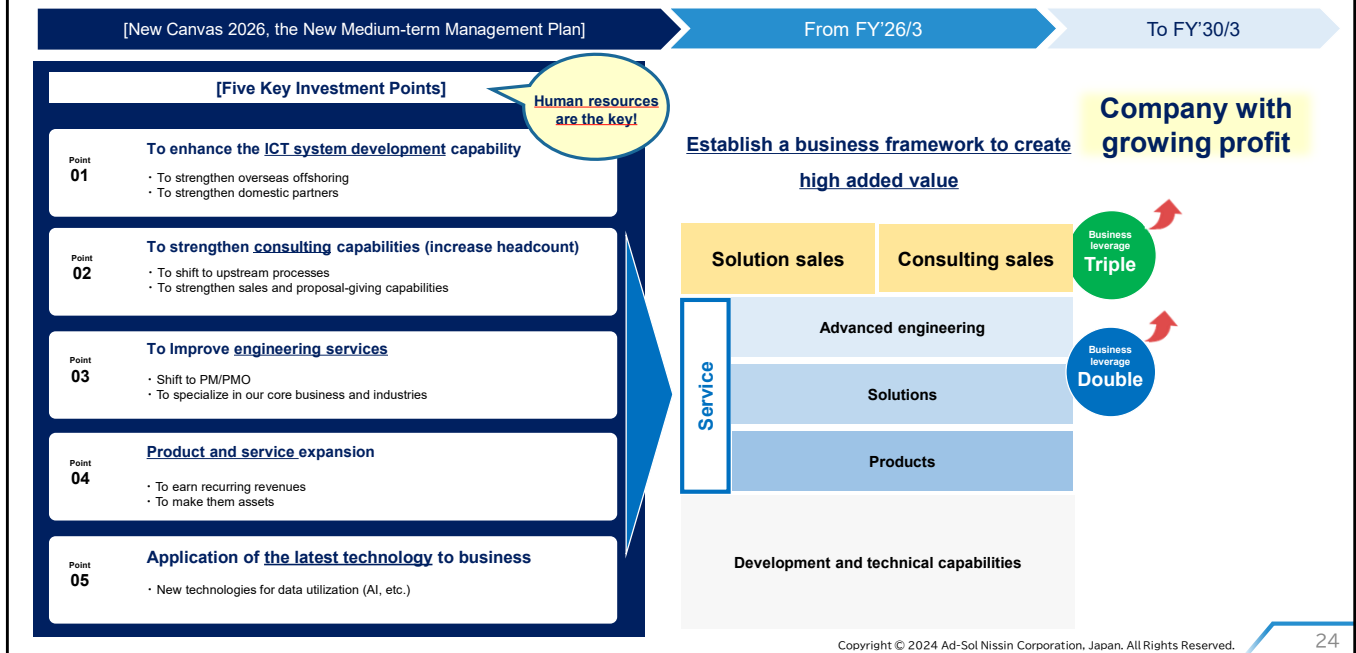 [New Canvas 2026, the New Medium-term Management Plan]
From FY'26/3
To FY'30/3
[Five Key Investment Points]
Human resources
are the key!
Point
01
To enhance the ICT system development capability
・To strengthen overseas offshoring
・To strengthen domestic partners
Point
02
To strengthen consulting capabilities (increase headcount)
・To shift to upstream processes
・To strengthen sales and proposal-giving capabilities
Point
03
To Improve engineering services
・Shift to PM/PMO
・To specialize in our core business and industries
Point
04
Product and service expansion
・To earn recurring revenues
・To make them assets
Point
05
Application of the latest technology to business
・New technologies for data utilization (AI, etc.)
Establish a business framework to create
high added value
Company with
growing profit
Solution sales
Consulting sales
Business
leverage
Triple
Service
Advanced engineering
Solutions
Products
Business
leverage
Double
Development and technical capabilities
Copyright © 2024 Ad-Sol Nissin Corporation, Japan. All Rights Reserved.
24